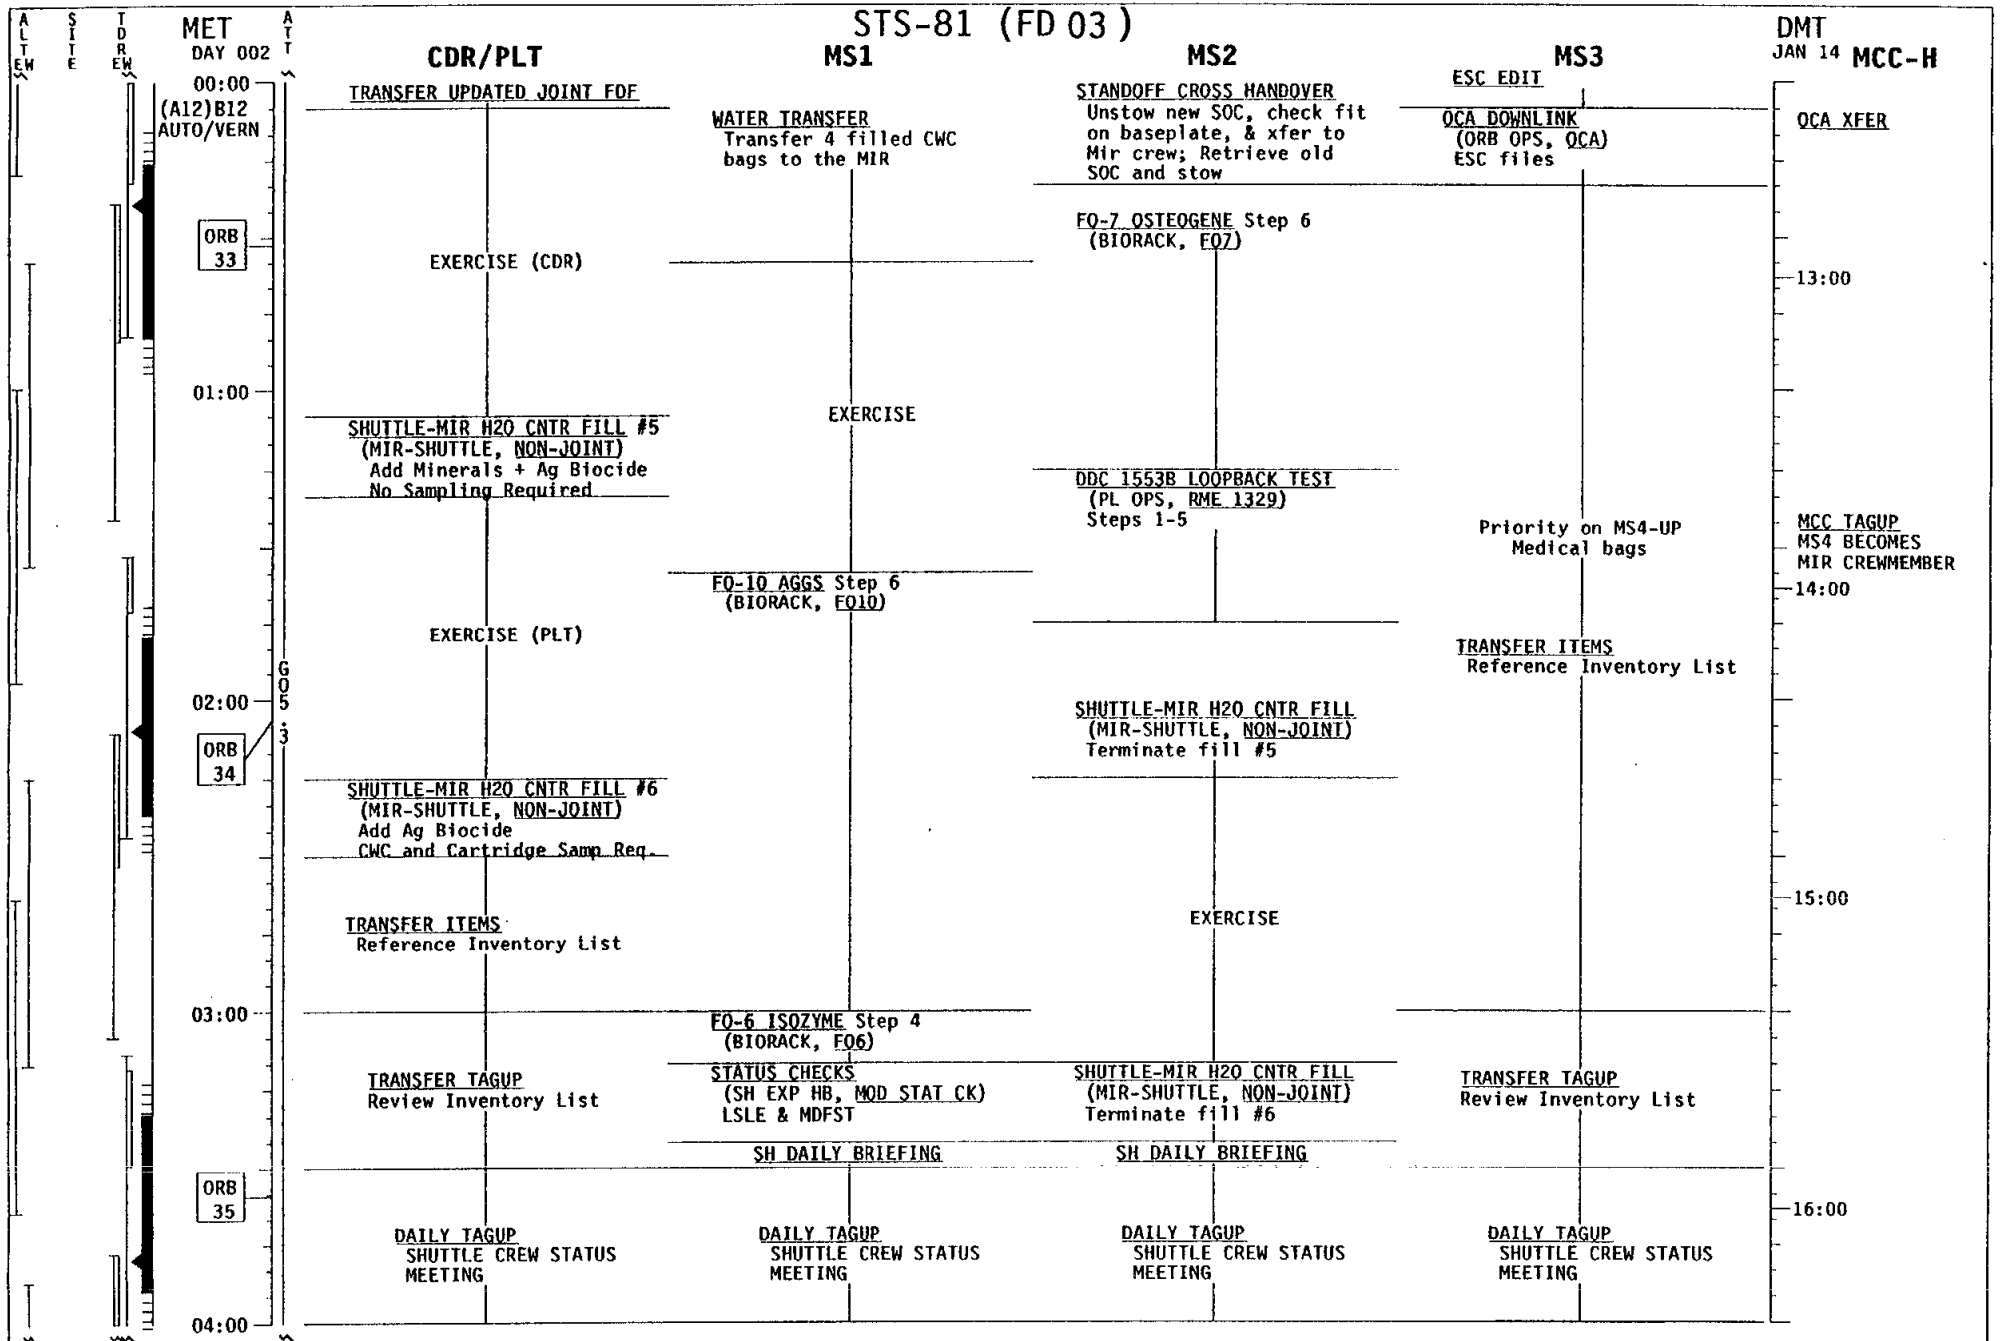 STS-81 (FD 03)
ALT EW
SITE
TDRS EW
MET
DAY 002
ATT
CDR/PLT
MS1
MS2
MS3
DMT
JAN 14
MCC-H
00:00
(A12)B12
AUTO/VERN
ORB
33
01:00
02:00
ORB
34
03:00
ORB
35
04:00
G05.3
TRANSFER UPDATED JOINT FDF
EXERCISE (CDR)
SHUTTLE-MIR H2O CNTR FILL #5
(MIR-SHUTTLE, NON-JOINT)
Add Minerals + Ag Biocide
No Sampling Required
EXERCISE (PLT)
SHUTTLE-MIR H2O CNTR FILL #6
(MIR-SHUTTLE, NON-JOINT)
Add Ag Biocide
CWC and Cartridge Samp Req.
TRANSFER ITEMS
Reference Inventory List
TRANSFER TAGUP
Review Inventory List
DAILY TAGUP
SHUTTLE CREW STATUS
MEETING
WATER TRANSFER
Transfer 4 filled CWC
bags to the MIR
EXERCISE
FO-10 AGGS Step 6
(BIORACK, FO10)
FO-6 ISOZYME Step 4
(BIORACK, FO6)
STATUS CHECKS
(SH EXP HB, MOD STAT CK)
LSLE & MDFST
SH DAILY BRIEFING
DAILY TAGUP
SHUTTLE CREW STATUS
MEETING
STANDOFF CROSS HANDOVER
Unstow new SOC, check fit
on baseplate, & xfer to
Mir crew; Retrieve old
SOC and stow
FO-7 OSTEOGENE Step 6
(BIORACK, FO7)
DDC 1553B LOOPBACK TEST
(PL OPS, RME 1329)
Steps 1-5
SHUTTLE-MIR H2O CNTR FILL
(MIR-SHUTTLE, NON-JOINT)
Terminate fill #5
EXERCISE
SHUTTLE-MIR H2O CNTR FILL
(MIR-SHUTTLE, NON-JOINT)
Terminate fill #6
SH DAILY BRIEFING
DAILY TAGUP
SHUTTLE CREW STATUS
MEETING
ESC EDIT
OCA DOWNLINK
(ORB OPS, OCA)
ESC files
Priority on MS4-UP
Medical bags
TRANSFER ITEMS
Reference Inventory List
TRANSFER TAGUP
Review Inventory List
DAILY TAGUP
SHUTTLE CREW STATUS
MEETING
OCA XFER
13:00
MCC TAGUP
MS4 BECOMES
MIR CREWMEMBER
14:00
15:00
16:00